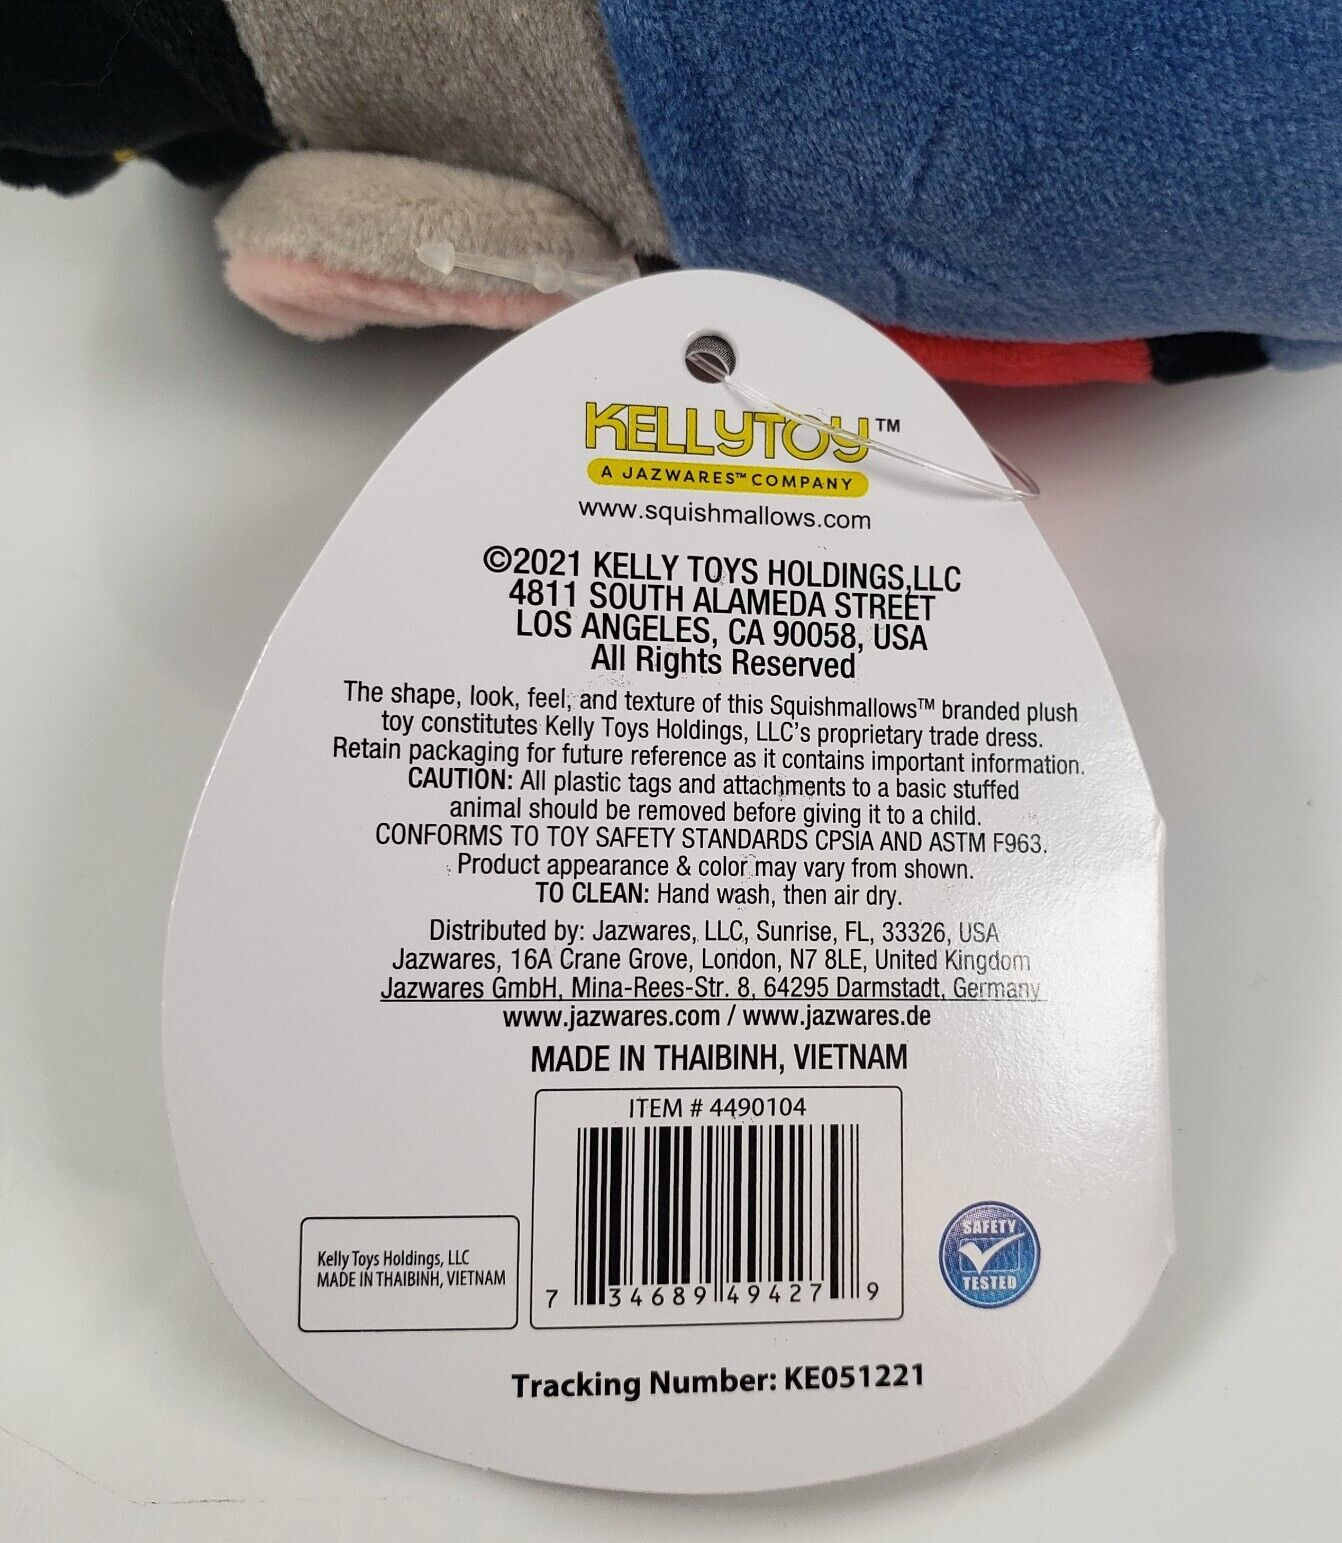 KELLYTOY™
A JAZWARES™ COMPANY
www.squishmallows.com
©2021 KELLY TOYS HOLDINGS,LLC
4811 SOUTH ALAMEDA STREET
LOS ANGELES, CA 90058, USA
All Rights Reserved
The shape, look, feel, and texture of this Squishmallows™ branded plush
toy constitutes Kelly Toys Holdings, LLC's proprietary trade dress.
Retain packaging for future reference as it contains important information.
CAUTION: All plastic tags and attachments to a basic stuffed
animal should be removed before giving it to a child.
CONFORMS TO TOY SAFETY STANDARDS CPSIA AND ASTM F963.
Product appearance & color may vary from shown.
TO CLEAN: Hand wash, then air dry.
Distributed by: Jazwares, LLC, Sunrise, FL, 33326, USA
Jazwares, 16A Crane Grove, London, N7 8LE, United Kingdom
Jazwares GmbH, Mina-Rees-Str. 8, 64295 Darmstadt, Germany
www.jazwares.com / www.jazwares.de
MADE IN THAIBINH, VIETNAM
ITEM # 4490104
7 34689 49427 9
Kelly Toys Holdings, LLC
MADE IN THAIBINH, VIETNAM
SAFETY
TESTED
Tracking Number: KE051221